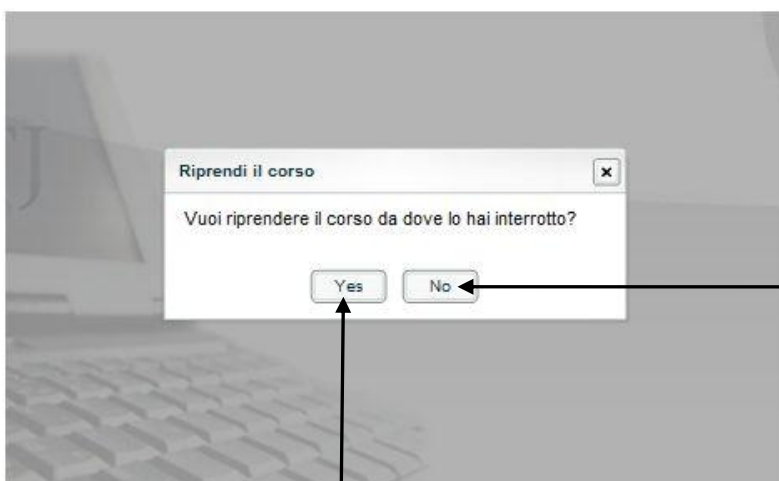 Riprendi il corso
Vuoi riprendere il corso da dove lo hai interrotto?
Yes No